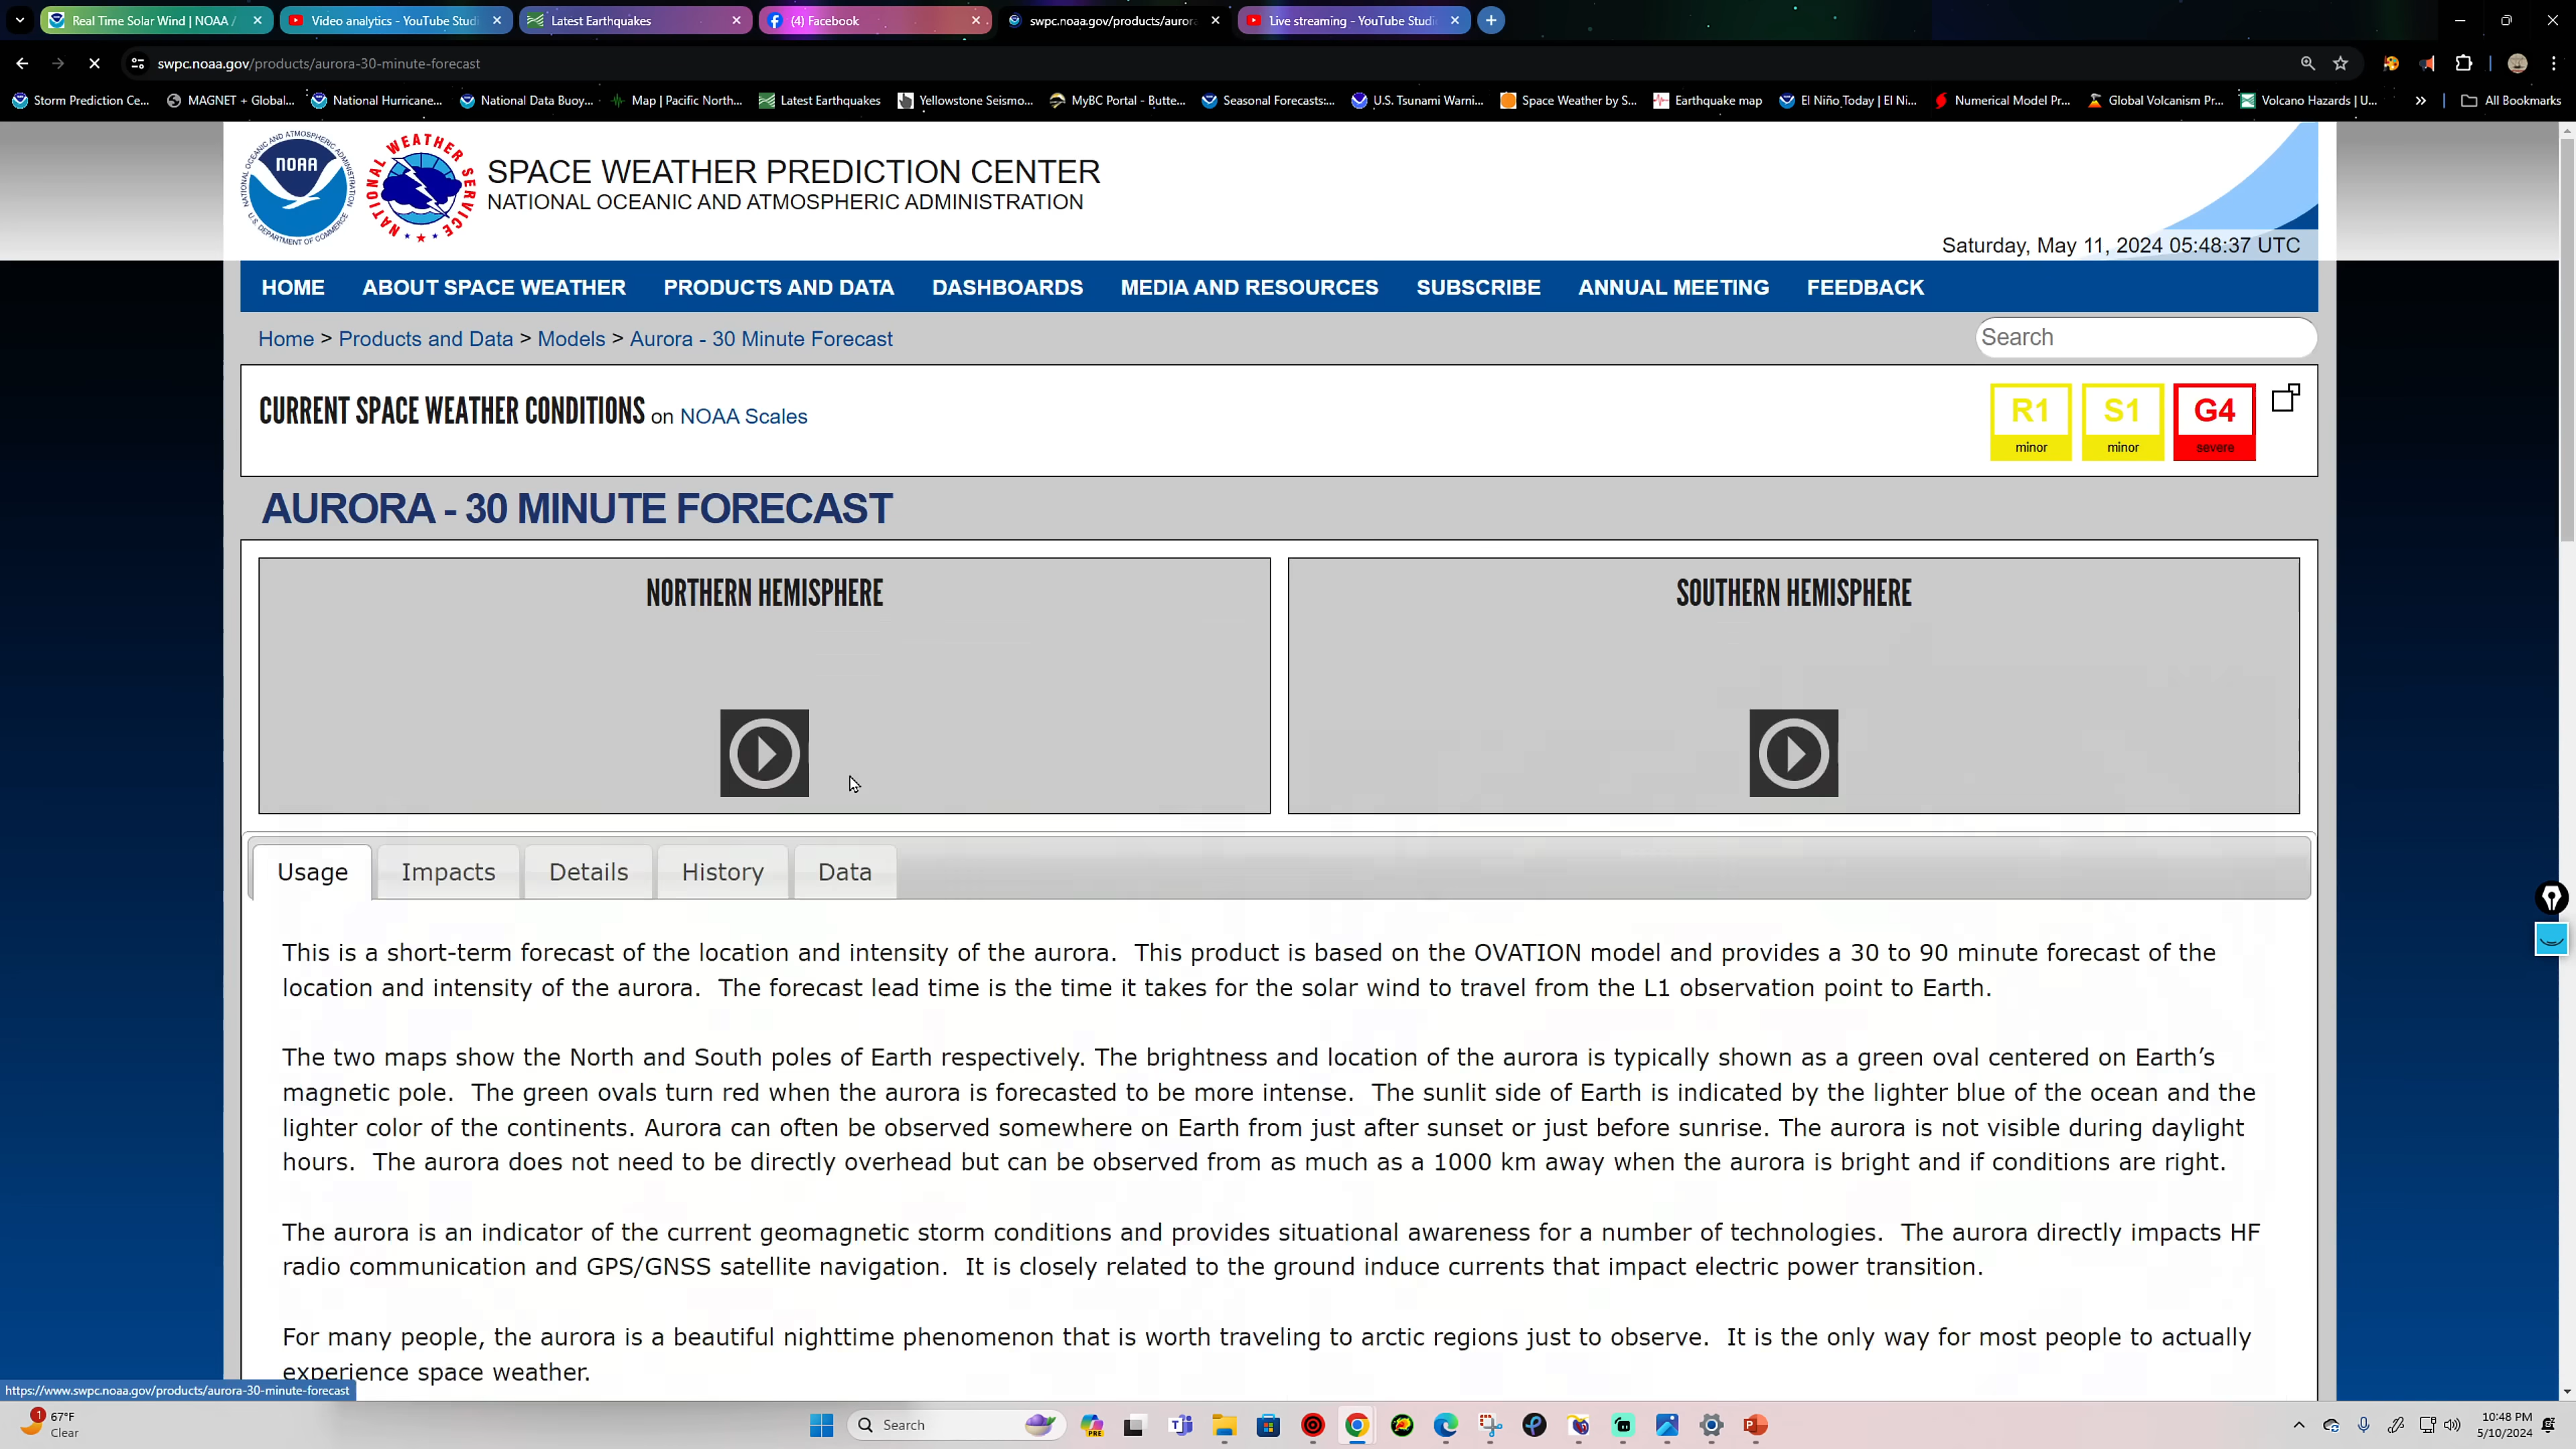 Real Time Solar Wind | NOAA /
Video analytics - YouTube Studi
Latest Earthquakes
(4) Facebook
swpc.noaa.gov/products/aurora
Live streaming - YouTube Studi
swpc.noaa.gov/products/aurora-30-minute-forecast
Storm Prediction Ce...
MAGNET + Global...
National Hurricane...
National Data Buoy...
Map | Pacific North...
Latest Earthquakes
Yellowstone Seismo...
MyBC Portal - Butte...
Seasonal Forecasts:...
U.S. Tsunami Warni...
Space Weather by S...
Earthquake map
El Niño Today | El Ni...
Numerical Model Pr...
Global Volcanism Pr...
Volcano Hazards | U...
All Bookmarks
NATIONAL OCEANIC AND ATMOSPHERIC ADMINISTRATION
NOAA
U.S. DEPARTMENT OF COMMERCE
NATIONAL WEATHER SERVICE
SPACE WEATHER PREDICTION CENTER
NATIONAL OCEANIC AND ATMOSPHERIC ADMINISTRATION
Saturday, May 11, 2024 05:48:37 UTC
HOME ABOUT SPACE WEATHER PRODUCTS AND DATA DASHBOARDS MEDIA AND RESOURCES SUBSCRIBE ANNUAL MEETING FEEDBACK
Home > Products and Data > Models > Aurora - 30 Minute Forecast
Search
CURRENT SPACE WEATHER CONDITIONS on NOAA Scales
R1 S1 G4
minor minor severe
AURORA - 30 MINUTE FORECAST
NORTHERN HEMISPHERE
SOUTHERN HEMISPHERE
Usage Impacts Details History Data
This is a short-term forecast of the location and intensity of the aurora. This product is based on the OVATION model and provides a 30 to 90 minute forecast of the
location and intensity of the aurora. The forecast lead time is the time it takes for the solar wind to travel from the L1 observation point to Earth.
The two maps show the North and South poles of Earth respectively. The brightness and location of the aurora is typically shown as a green oval centered on Earth’s
magnetic pole. The green ovals turn red when the aurora is forecasted to be more intense. The sunlit side of Earth is indicated by the lighter blue of the ocean and the
lighter color of the continents. Aurora can often be observed somewhere on Earth from just after sunset or just before sunrise. The aurora is not visible during daylight
hours. The aurora does not need to be directly overhead but can be observed from as much as a 1000 km away when the aurora is bright and if conditions are right.
The aurora is an indicator of the current geomagnetic storm conditions and provides situational awareness for a number of technologies. The aurora directly impacts HF
radio communication and GPS/GNSS satellite navigation. It is closely related to the ground induce currents that impact electric power transition.
For many people, the aurora is a beautiful nighttime phenomenon that is worth traveling to arctic regions just to observe. It is the only way for most people to actually
experience space weather.
https://www.swpc.noaa.gov/products/aurora-30-minute-forecast
1
67°F
Clear
Search
PRE
10:48 PM
5/10/2024